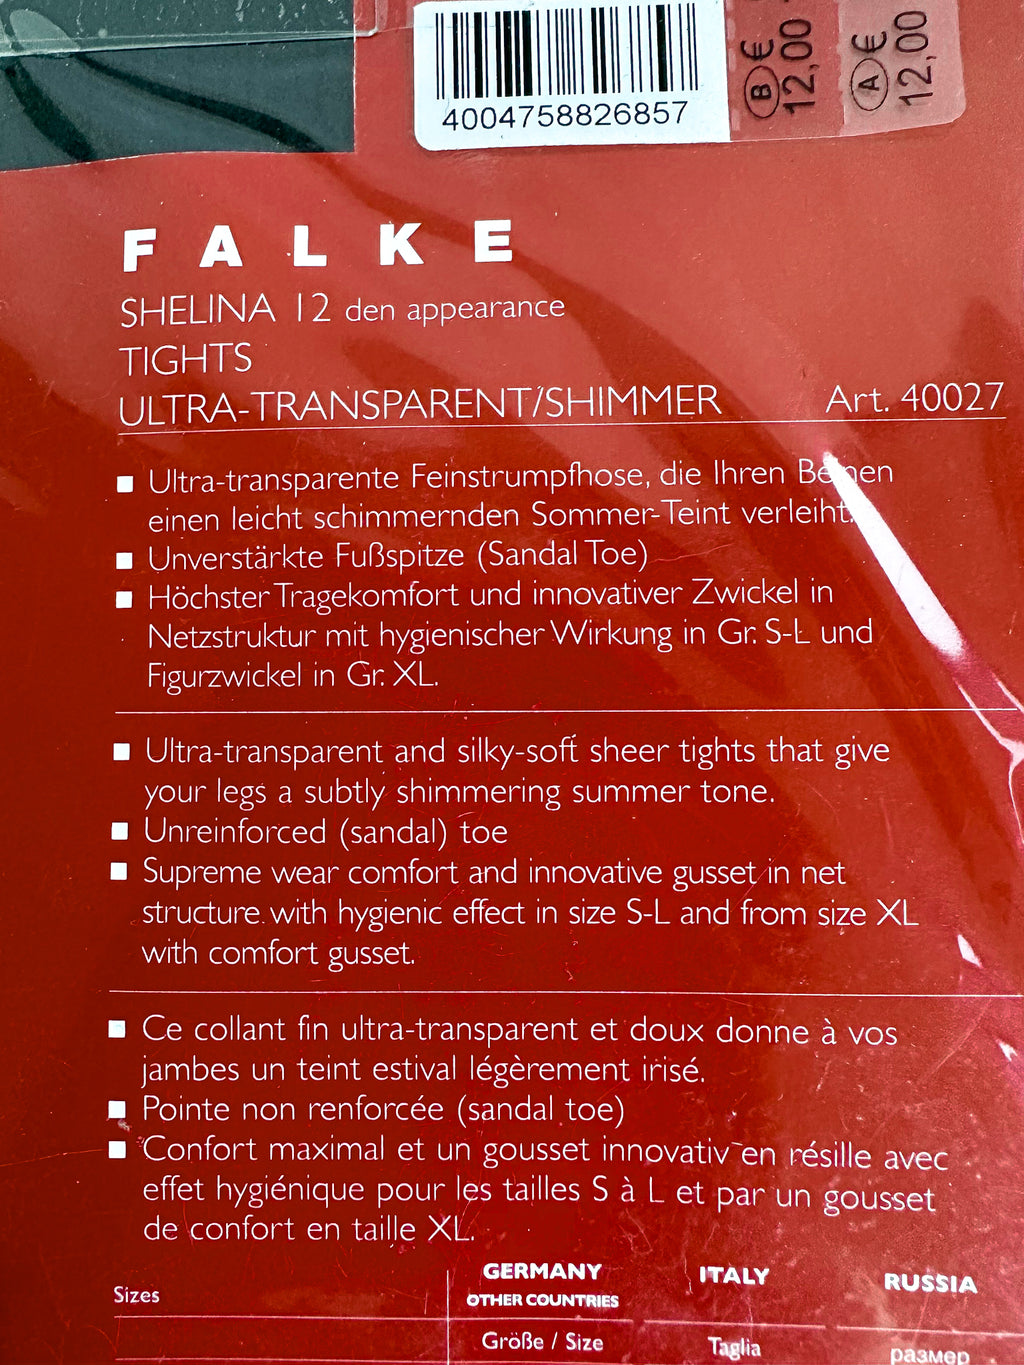 4004758826857
B € 12,00
A € 12,00
FALKE
SHELINA 12 den appearance
TIGHTS
ULTRA-TRANSPARENT/SHIMMER Art. 40027
■ Ultra-transparente Feinstrumpfhose, die Ihren Beinen
einen leicht schimmernden Sommer-Teint verleiht.
■ Unverstärkte Fußspitze (Sandal Toe)
■ Höchster Tragekomfort und innovativer Zwickel in
Netzstruktur mit hygienischer Wirkung in Gr. S-L und
Figurzwickel in Gr. XL.
■ Ultra-transparent and silky-soft sheer tights that give
your legs a subtly shimmering summer tone.
■ Unreinforced (sandal) toe
■ Supreme wear comfort and innovative gusset in net
structure with hygienic effect in size S-L and from size XL
with comfort gusset.
■ Ce collant fin ultra-transparent et doux donne à vos
jambes un teint estival légèrement irisé.
■ Pointe non renforcée (sandal toe)
■ Confort maximal et un gousset innovativ en résille avec
effet hygiénique pour les tailles S à L et par un gousset
de confort en taille XL.
Sizes GERMANY ITALY RUSSIA
OTHER COUNTRIES
Größe / Size Taglia размер